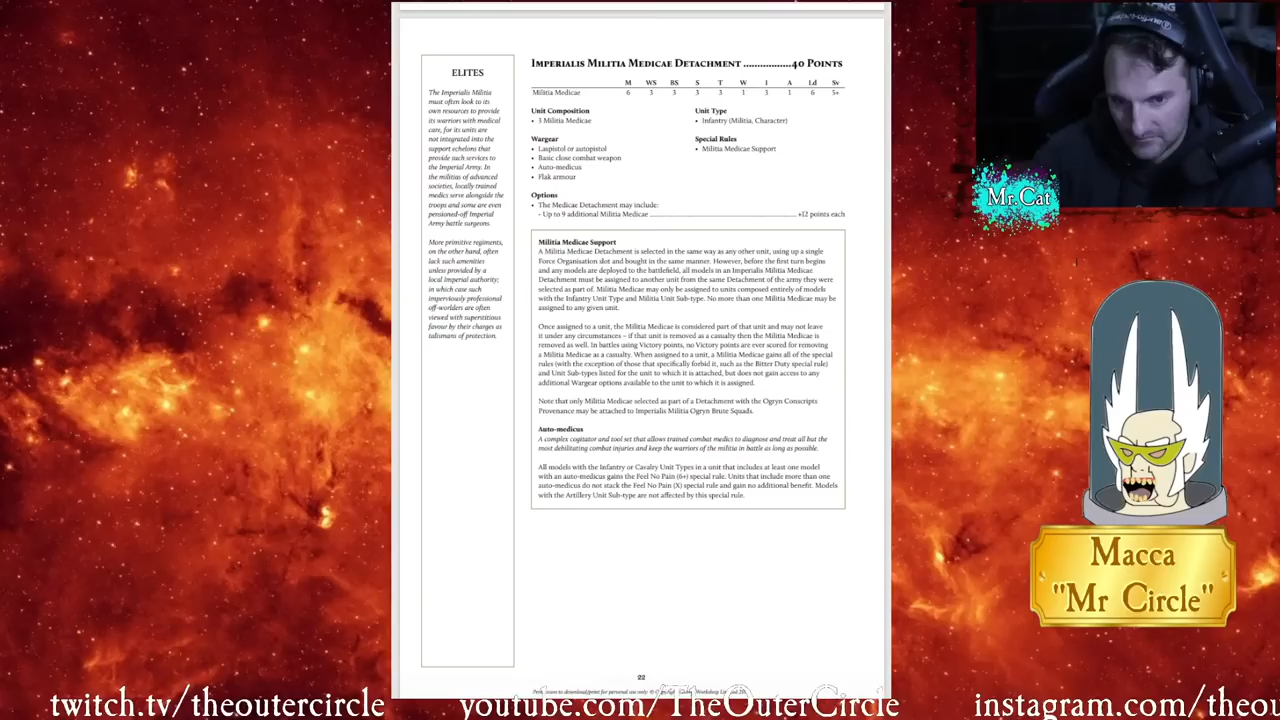 ELITES
The Imperialis Militia
must often look to its
own resources to provide
its warriors with medical
care, for its units are
not integrated into the
support echelons that
provide such services to
the Imperial Army. In
the militias of advanced
societies, locally trained
medics serve alongside the
troops and some are even
pensioned-off Imperial
Army battle surgeons.
More primitive regiments,
on the other hand, often
lack such amenities
unless provided by a
local Imperial authority;
in which case such
imperviously professional
off-worlders are often
viewed with superstitious
favour by their charges as
talismans of protection.
Imperialis Militia Medicae Detachment .................40 Points
M WS BS S T W I A Ld Sv
Militia Medicae 6 3 3 3 3 1 3 1 6 5+
Unit Composition
• 3 Militia Medicae
Unit Type
• Infantry (Militia, Character)
Wargear
• Laspistol or autopistol
• Basic close combat weapon
• Auto-medicus
• Flak armour
Special Rules
• Militia Medicae Support
Options
• The Medicae Detachment may include:
- Up to 9 additional Militia Medicae ........ +12 points each
Militia Medicae Support
A Militia Medicae Detachment is selected in the same way as any other unit, using up a single
Force Organisation slot and bought in the same manner. However, before the first turn begins
and any models are deployed to the battlefield, all models in an Imperialis Militia Medicae
Detachment must be assigned to another unit from the same Detachment of the army they were
selected as part of. Militia Medicae may only be assigned to units composed entirely of models
with the Infantry Unit Type and Militia Unit Sub-type. No more than one Militia Medicae may be
assigned to any given unit.
Once assigned to a unit, the Militia Medicae is considered part of that unit and may not leave
it under any circumstances – if that unit is removed as a casualty then the Militia Medicae is
removed as well. In battles using Victory points, no Victory points are ever scored for removing
a Militia Medicae as a casualty. When assigned to a unit, a Militia Medicae gains all of the special
rules (with the exception of those that specifically forbid it, such as the Bitter Duty special rule)
and Unit Sub-types listed for the unit to which it is attached, but does not gain access to any
additional Wargear options available to the unit to which it is assigned.
Note that only Militia Medicae selected as part of a Detachment with the Ogryn Conscripts
Provenance may be attached to Imperialis Militia Ogryn Brute Squads.
Auto-medicus
A complex cogitator and tool set that allows trained combat medics to diagnose and treat all but the
most debilitating combat injuries and keep the warriors of the militia in battle as long as possible.
All models with the Infantry or Cavalry Unit Types in a unit that includes at least one model
with an auto-medicus gains the Feel No Pain (6+) special rule. Units that include more than one
auto-medicus do not stack the Feel No Pain (X) special rule and gain no additional benefit. Models
with the Artillery Unit Sub-type are not affected by this special rule.
22
Mr.Cat
Macca
"Mr Circle"
twitch.tv/theoutercircle youtube.com/TheOuterCircle instagram.com/theou